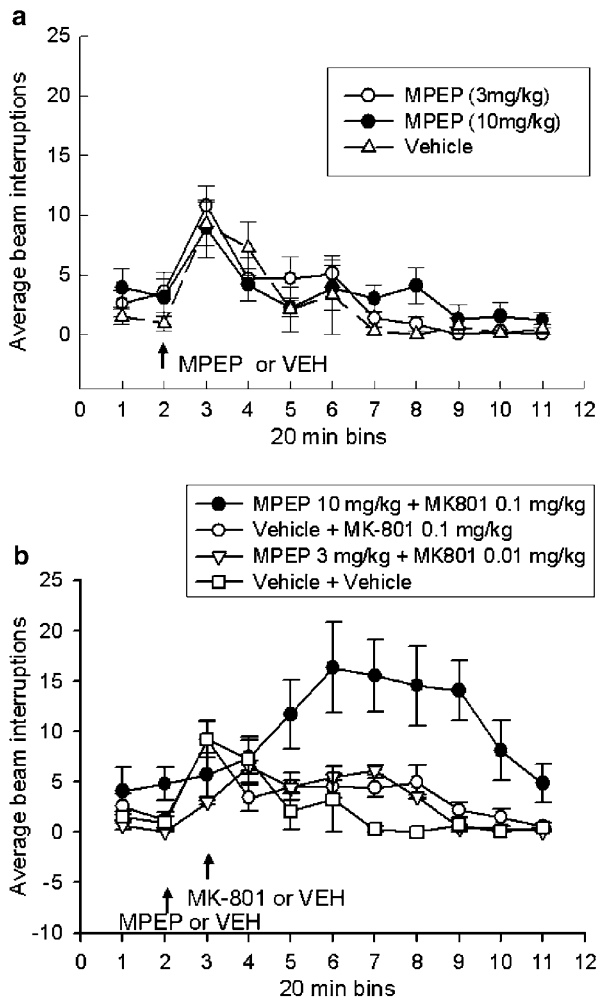 a
25
20
15
10
5
0
Average beam interruptions
MPEP (3mg/kg)
MPEP (10mg/kg)
Vehicle
MPEP or VEH
0 1 2 3 4 5 6 7 8 9 10 11 12
20 min bins
MPEP 10 mg/kg + MK801 0.1 mg/kg
Vehicle + MK-801 0.1 mg/kg
MPEP 3 mg/kg + MK801 0.01 mg/kg
Vehicle + Vehicle
b
25
20
15
10
5
0
-5
-10
Average beam interruptions
MK-801 or VEH
MPEP or VEH
0 1 2 3 4 5 6 7 8 9 10 11 12
20 min bins